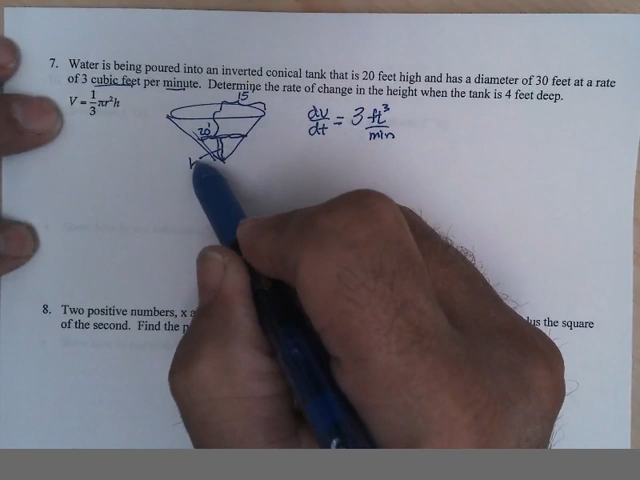 7. Water is being poured into an inverted conical tank that is 20 feet high and has a diameter of 30 feet at a rate
of 3 cubic feet per minute. Determine the rate of change in the height when the tank is 4 feet deep.
V = 1/3 πr²h
15
20'
h
dv/dt = 3 ft³/min
8. Two positive numbers, x
us the square
of the second. Find the